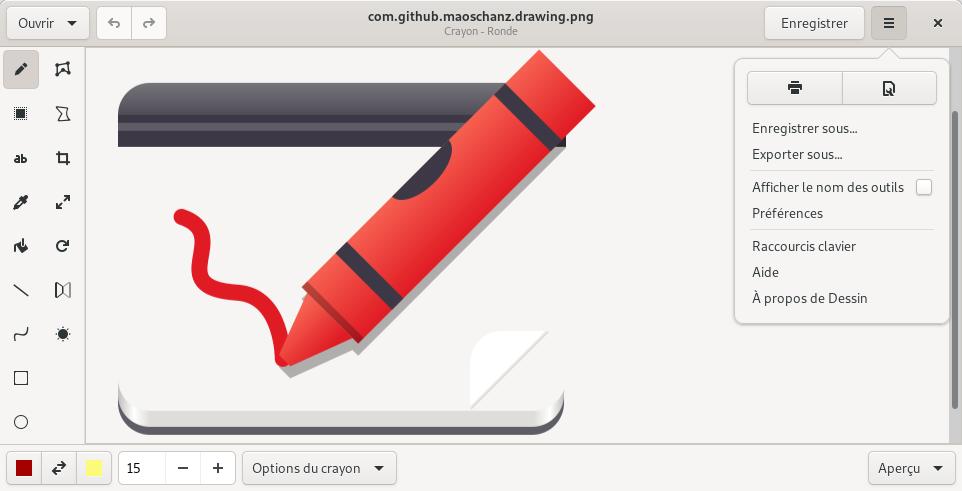 Ouvrir
com.github.maoschanz.drawing.png
Crayon - Ronde
Enregistrer
Enregistrer sous…
Exporter sous…
Afficher le nom des outils
Préférences
Raccourcis clavier
Aide
À propos de Dessin
ab
15
Options du crayon
Aperçu